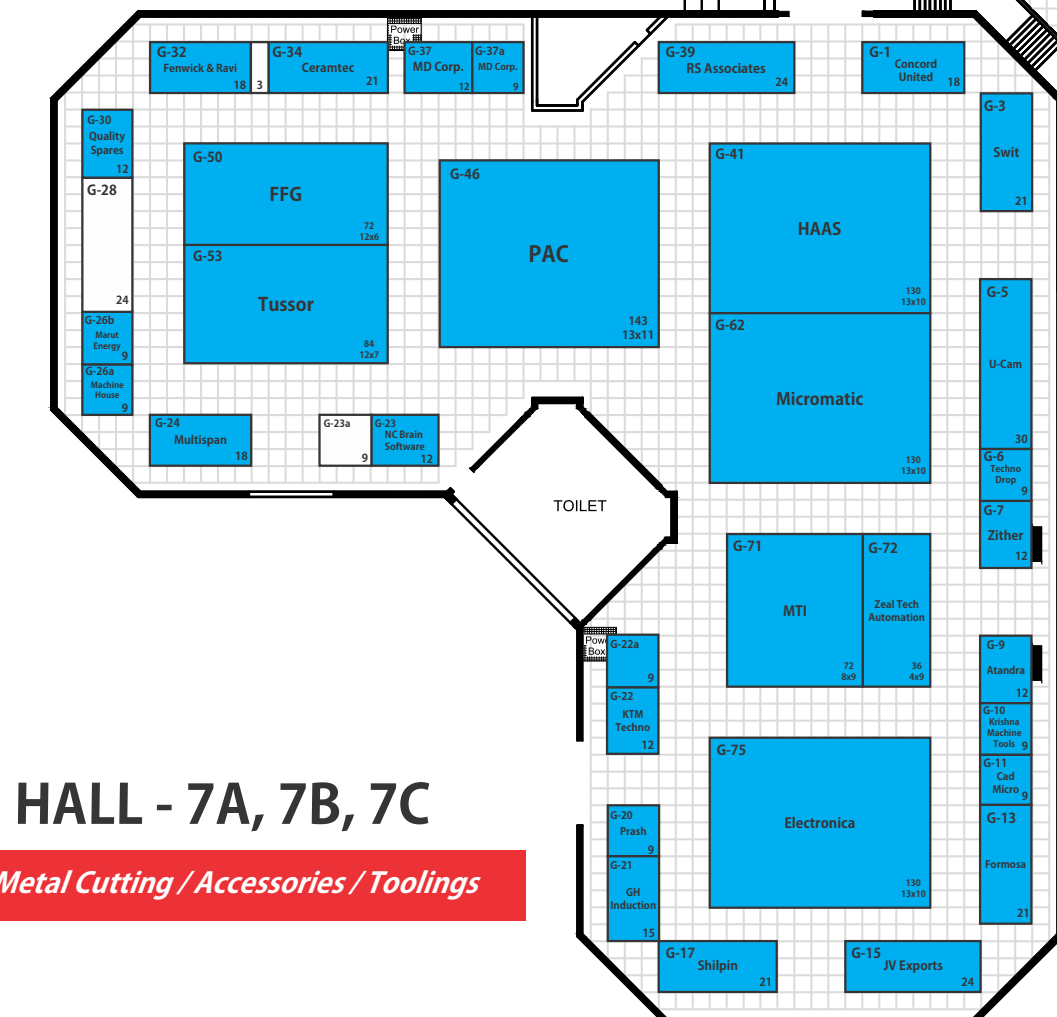 Power
Box
G-32
Fenwick & Ravi
18
3
G-34
Ceramtec
21
G-37
MD Corp.
12
G-37a
MD Corp.
9
G-39
RS Associates
24
G-1
Concord
United
18
G-3
Swit
21
G-30
Quality
Spares
12
G-28
24
G-26b
Marut
Energy
9
G-26a
Machine
House
9
G-50
FFG
72
12x6
G-53
Tussor
84
12x7
G-46
PAC
143
13x11
G-41
HAAS
130
13x10
G-62
Micromatic
130
13x10
G-5
U-Cam
30
G-6
Techno
Drop
9
G-7
Zither
12
G-24
Multispan
18
G-23a
9
G-23
NC Brain
Software
12
TOILET
G-71
MTI
72
8x9
G-72
Zeal Tech
Automation
36
4x9
Powe
Box
G-22a
9
G-22
KTM
Techno
12
G-9
Atandra
12
G-10
Krishna
Machine
Tools 9
G-11
Cad
Micro 9
G-13
Formosa
21
G-75
Electronica
130
13x10
G-20
Prash
9
G-21
GH
Induction
15
G-17
Shilpin
21
G-15
JV Exports
24
HALL - 7A, 7B, 7C
Metal Cutting / Accessories / Toolings